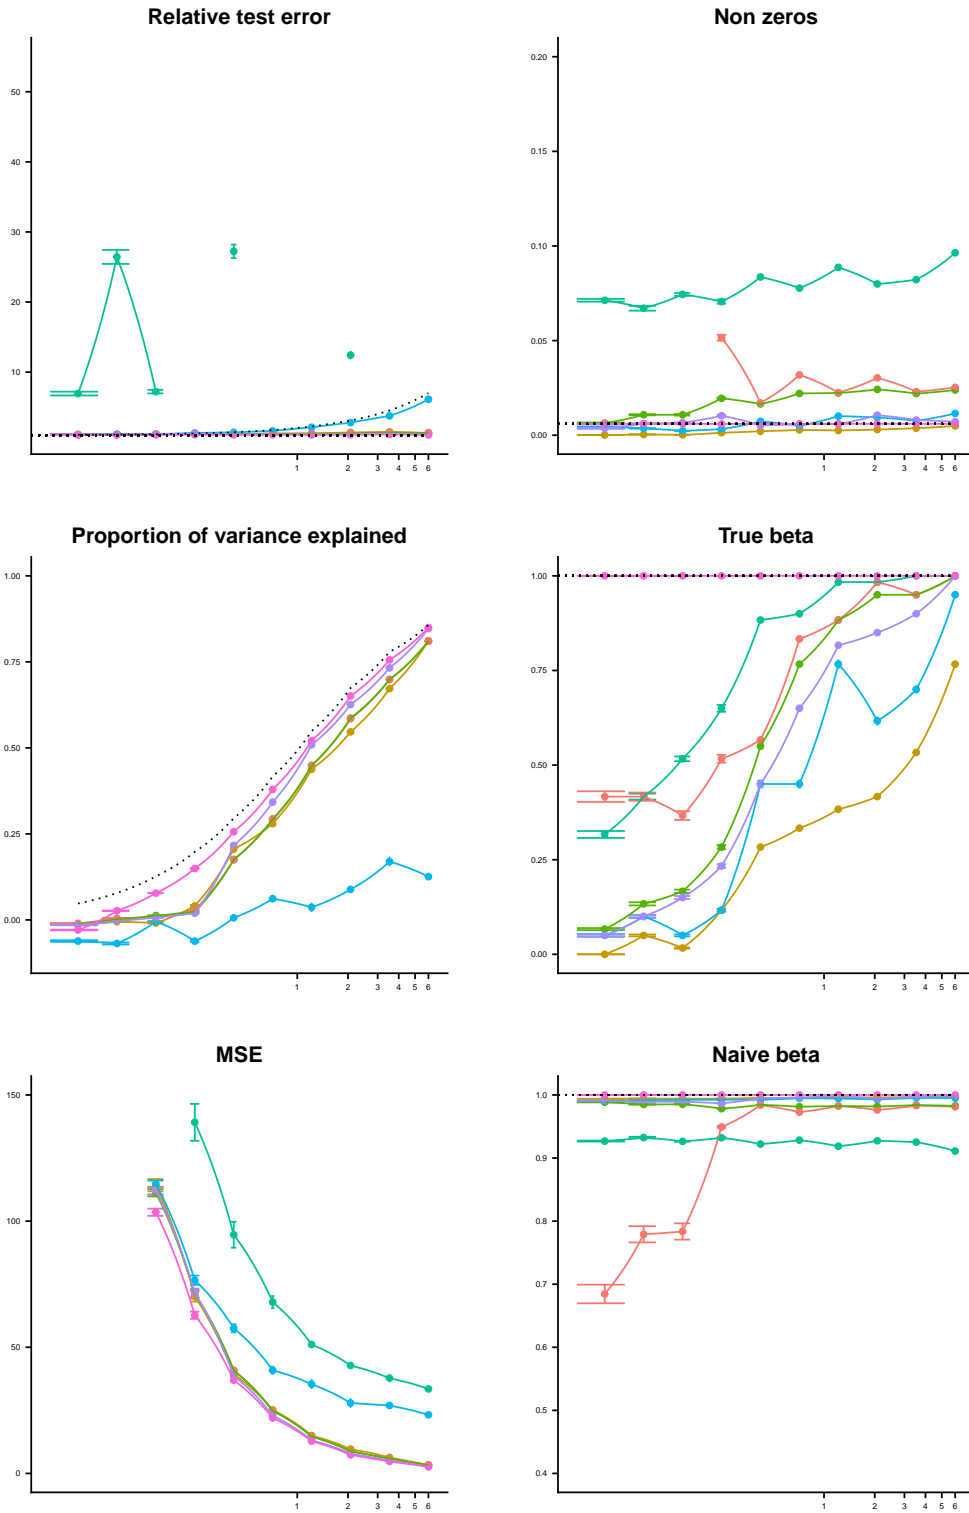 Relative test error
50
40
30
20
10
1 2 3 4 5 6
Non zeros
0.20
0.15
0.10
0.05
0.00
1 2 3 4 5 6
Proportion of variance explained
1.00
0.75
0.50
0.25
0.00
1 2 3 4 5 6
True beta
1.00
0.75
0.50
0.25
0.00
1 2 3 4 5 6
MSE
150
100
50
0
1 2 3 4 5 6
Naive beta
1.0
0.9
0.8
0.7
0.6
0.5
0.4
1 2 3 4 5 6